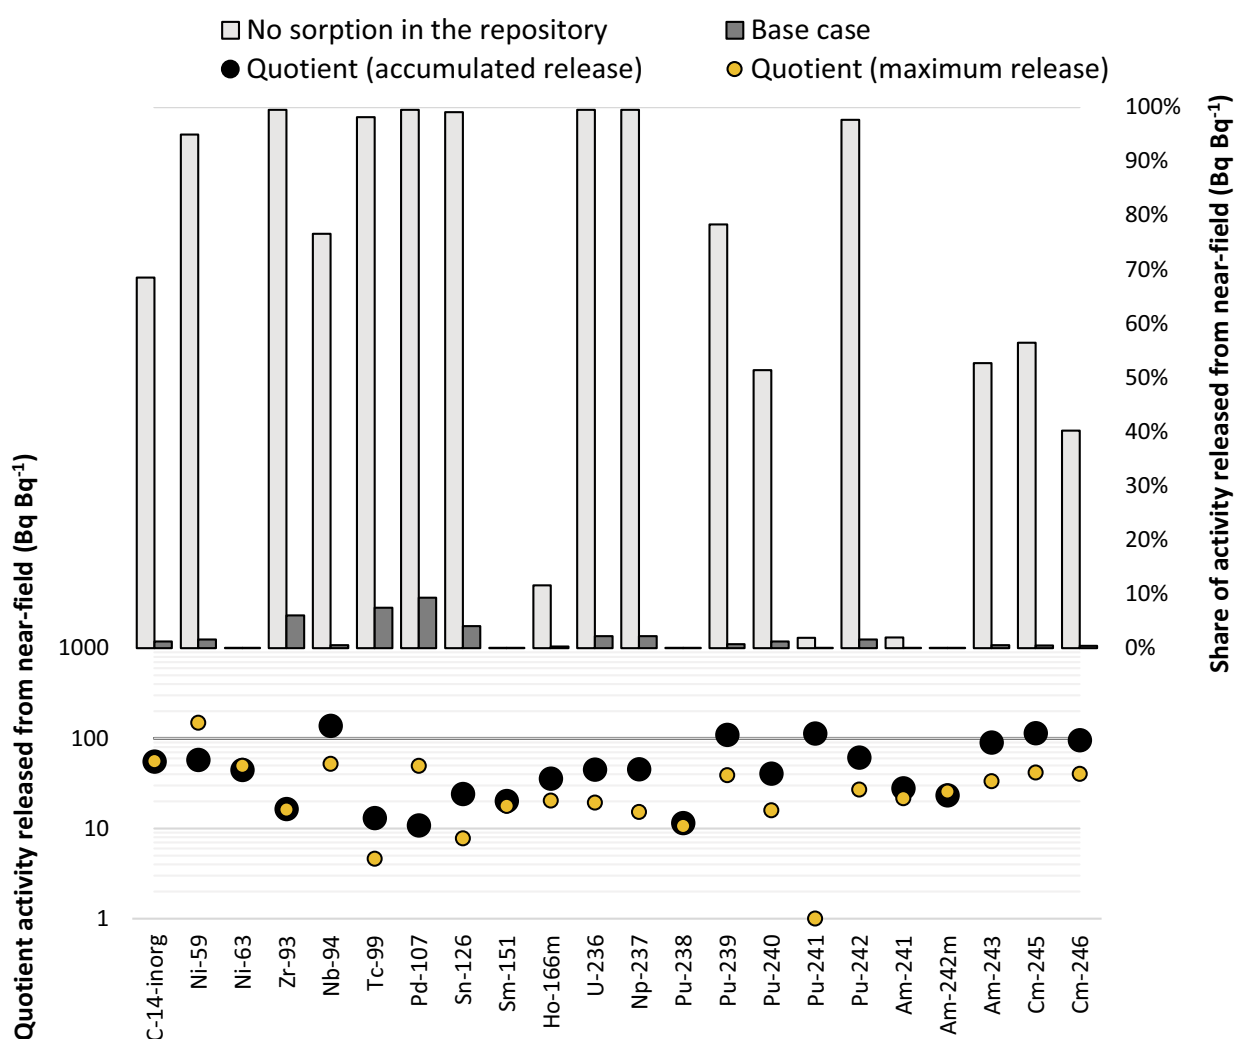 No sorption in the repository
Base case
Quotient (accumulated release)
Quotient (maximum release)
Quotient activity released from near-field (Bq Bq⁻¹)
Share of activity released from near-field (Bq Bq⁻¹)
100%
90%
80%
70%
60%
50%
40%
30%
20%
10%
0%
1000
100
10
1
C-14-inorg
Ni-59
Ni-63
Zr-93
Nb-94
Tc-99
Pd-107
Sn-126
Sm-151
Ho-166m
U-236
Np-237
Pu-238
Pu-239
Pu-240
Pu-241
Pu-242
Am-241
Am-242m
Am-243
Cm-245
Cm-246